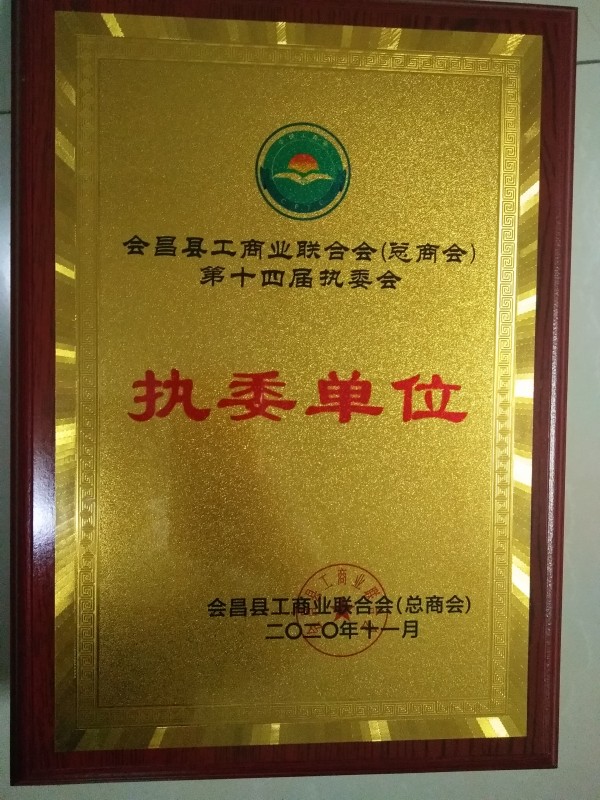 会昌县工商业联合会(总商会)
第十四届执委会
执委单位
会昌县工商业联合会(总商会)
二〇二〇年十一月